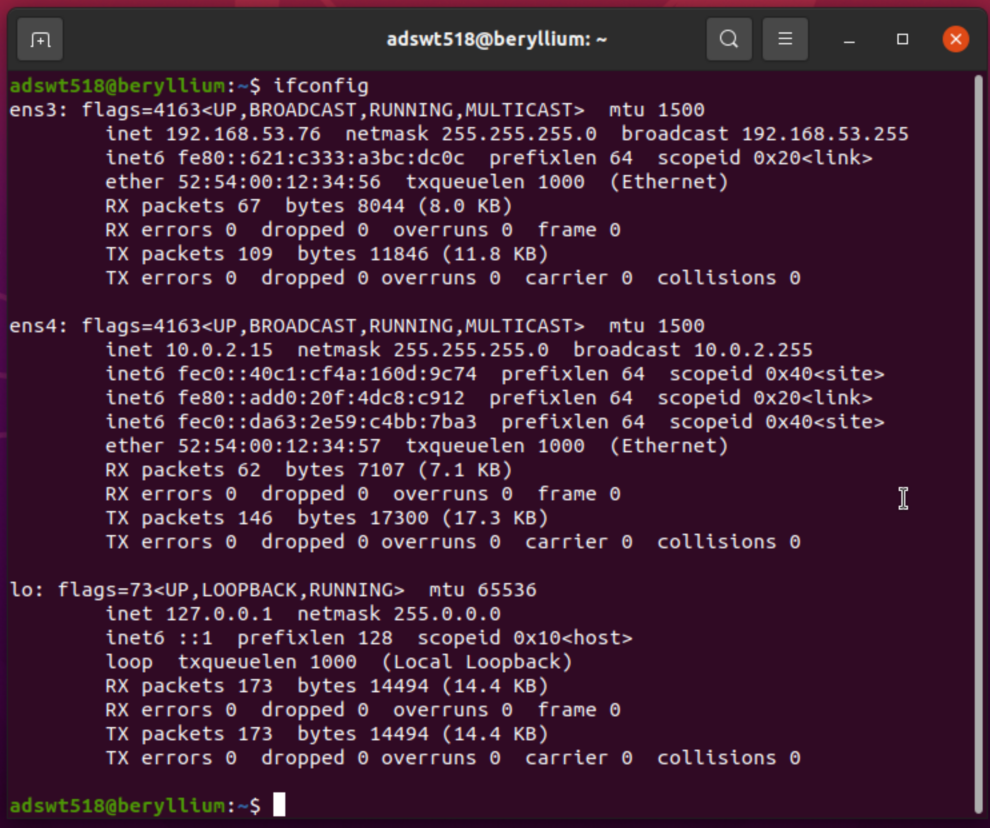 adswt518@beryllium: ~
adswt518@beryllium:~$ ifconfig
ens3: flags=4163<UP,BROADCAST,RUNNING,MULTICAST>  mtu 1500
        inet 192.168.53.76  netmask 255.255.255.0  broadcast 192.168.53.255
        inet6 fe80::621:c333:a3bc:dc0c  prefixlen 64  scopeid 0x20<link>
        ether 52:54:00:12:34:56  txqueuelen 1000  (Ethernet)
        RX packets 67  bytes 8044 (8.0 KB)
        RX errors 0  dropped 0  overruns 0  frame 0
        TX packets 109  bytes 11846 (11.8 KB)
        TX errors 0  dropped 0 overruns 0  carrier 0  collisions 0

ens4: flags=4163<UP,BROADCAST,RUNNING,MULTICAST>  mtu 1500
        inet 10.0.2.15  netmask 255.255.255.0  broadcast 10.0.2.255
        inet6 fec0::40c1:cf4a:160d:9c74  prefixlen 64  scopeid 0x40<site>
        inet6 fe80::add0:20f:4dc8:c912  prefixlen 64  scopeid 0x20<link>
        inet6 fec0::da63:2e59:c4bb:7ba3  prefixlen 64  scopeid 0x40<site>
        ether 52:54:00:12:34:57  txqueuelen 1000  (Ethernet)
        RX packets 62  bytes 7107 (7.1 KB)
        RX errors 0  dropped 0  overruns 0  frame 0
        TX packets 146  bytes 17300 (17.3 KB)
        TX errors 0  dropped 0 overruns 0  carrier 0  collisions 0

lo: flags=73<UP,LOOPBACK,RUNNING>  mtu 65536
        inet 127.0.0.1  netmask 255.0.0.0
        inet6 ::1  prefixlen 128  scopeid 0x10<host>
        loop  txqueuelen 1000  (Local Loopback)
        RX packets 173  bytes 14494 (14.4 KB)
        RX errors 0  dropped 0  overruns 0  frame 0
        TX packets 173  bytes 14494 (14.4 KB)
        TX errors 0  dropped 0 overruns 0  carrier 0  collisions 0

adswt518@beryllium:~$